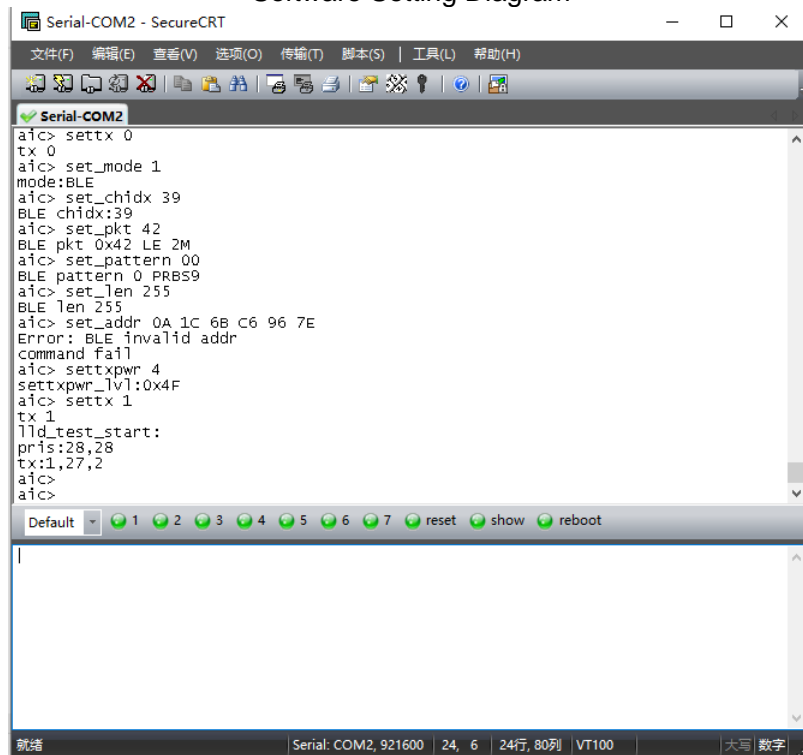 Software Setting Diagram
Serial-COM2 - SecureCRT
文件(F) 编辑(E) 查看(V) 选项(O) 传输(T) 脚本(S) | 工具(L) 帮助(H)
Serial-COM2
aic> settx 0
tx 0
aic> set_mode 1
mode:BLE
aic> set_chidx 39
BLE chidx:39
aic> set_pkt 42
BLE pkt 0x42 LE 2M
aic> set_pattern 00
BLE pattern 0 PRBS9
aic> set_len 255
BLE len 255
aic> set_addr 0A 1C 6B C6 96 7E
Error: BLE invalid addr
command fail
aic> settxpwr 4
settxpwr_lvl:0x4F
aic> settx 1
tx 1
lld_test_start:
pris:28,28
tx:1,27,2
aic>
aic>
Default 1 2 3 4 5 6 7 reset show reboot
就绪 Serial: COM2, 921600 24, 6 24行, 80列 VT100 大写 数字